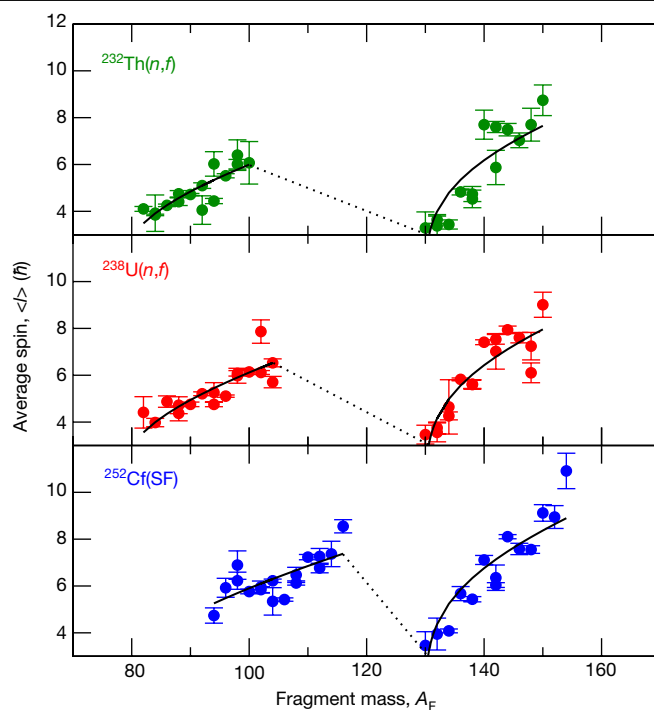 12
10
8
6
4
²³²Th(n,f)
10
8
6
4
²³⁸U(n,f)
10
8
6
4
²⁵²Cf(SF)
Average spin, <I> (ħ)
80 100 120 140 160
Fragment mass, A_F